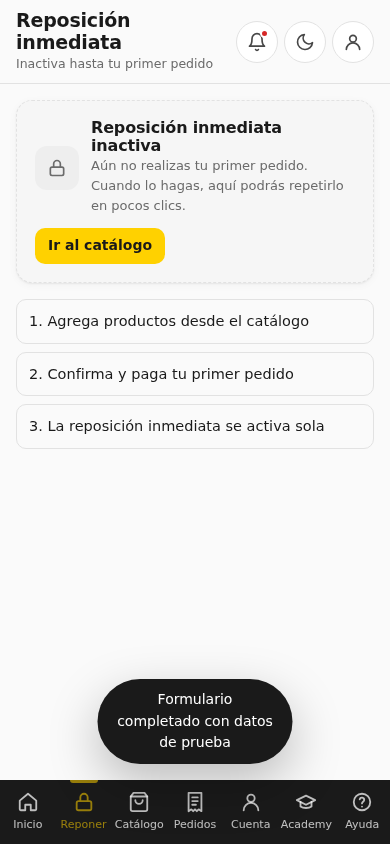 Reposición
inmediata
Inactiva hasta tu primer pedido
Reposición inmediata
inactiva
Aún no realizas tu primer pedido.
Cuando lo hagas, aquí podrás repetirlo
en pocos clics.
Ir al catálogo
1. Agrega productos desde el catálogo
2. Confirma y paga tu primer pedido
3. La reposición inmediata se activa sola
Formulario
completado con datos
de prueba
Inicio
Reponer
Catálogo
Pedidos
Cuenta
Academy
Ayuda